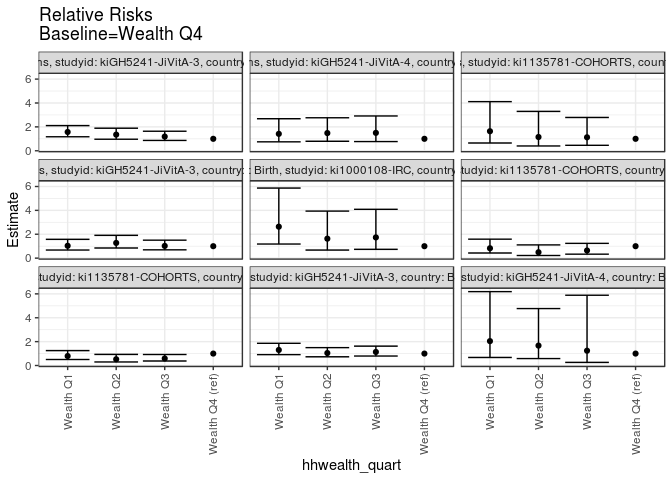 Relative Risks
Baseline=Wealth Q4
studyid: kiGH5241-JiVitA-3, country
studyid: kiGH5241-JiVitA-4, country
studyid: ki1135781-COHORTS,
6
4
2
0
studyid: kiGH5241-JiVitA-3, country:
Birth, studyid: ki1000108-IRC, country
studyid: ki1135781-COHORTS, country
6
4
2
0
studyid: ki1135781-COHORTS, country
studyid: kiGH5241-JiVitA-3, country: B
studyid: kiGH5241-JiVitA-4, country: B
6
4
2
0
Estimate
Wealth Q1
Wealth Q2
Wealth Q3
Wealth Q4 (ref)
Wealth Q1
Wealth Q2
Wealth Q3
Wealth Q4 (ref)
Wealth Q1
Wealth Q2
Wealth Q3
Wealth Q4 (ref)
hhwealth_quart